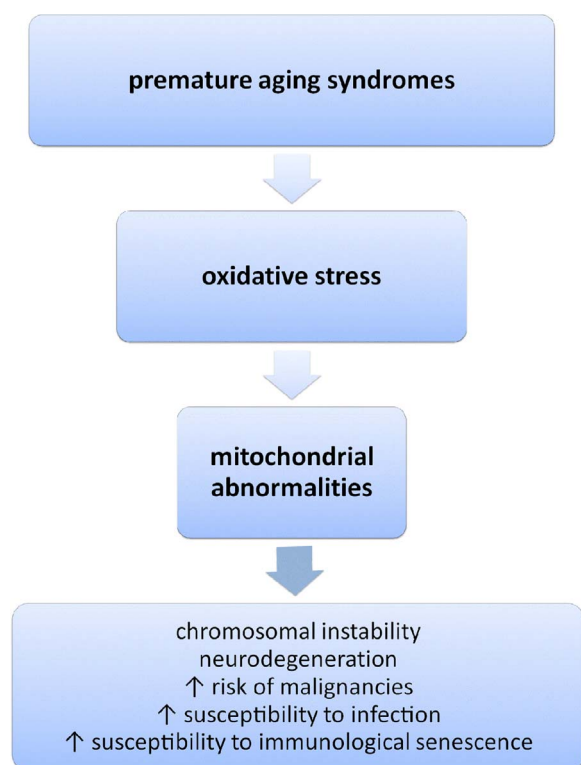 premature aging syndromes
oxidative stress
mitochondrial
abnormalities
chromosomal instability
neurodegeneration
↑ risk of malignancies
↑ susceptibility to infection
↑ susceptibility to immunological senescence